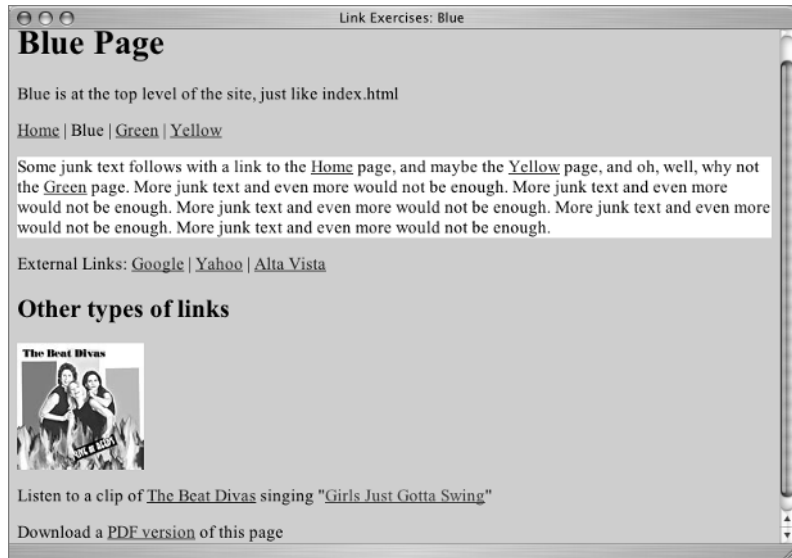 Link Exercises: Blue
Blue Page
Blue is at the top level of the site, just like index.html
Home | Blue | Green | Yellow
Some junk text follows with a link to the Home page, and maybe the Yellow page, and oh, well, why not
the Green page. More junk text and even more would not be enough. More junk text and even more
would not be enough. More junk text and even more would not be enough. More junk text and even more
would not be enough. More junk text and even more would not be enough.
External Links: Google | Yahoo | Alta Vista
Other types of links
The Beat Divas
Listen to a clip of The Beat Divas singing "Girls Just Gotta Swing"
Download a PDF version of this page